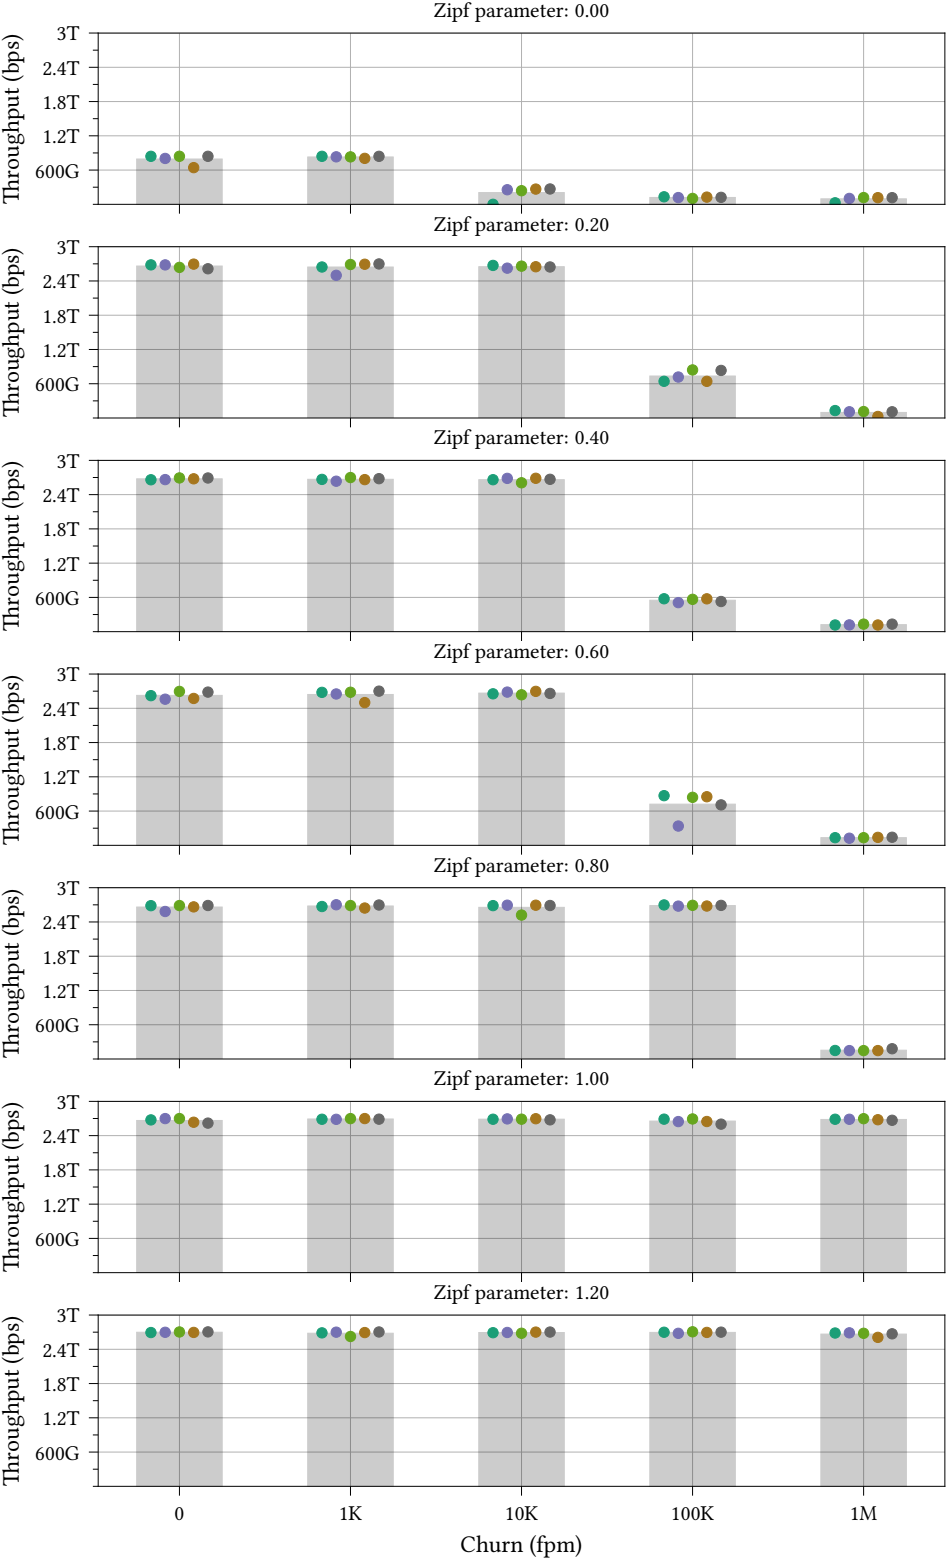 Zipf parameter: 0.00
Throughput (bps)
3T
2.4T
1.8T
1.2T
600G
Zipf parameter: 0.20
Throughput (bps)
3T
2.4T
1.8T
1.2T
600G
Zipf parameter: 0.40
Throughput (bps)
3T
2.4T
1.8T
1.2T
600G
Zipf parameter: 0.60
Throughput (bps)
3T
2.4T
1.8T
1.2T
600G
Zipf parameter: 0.80
Throughput (bps)
3T
2.4T
1.8T
1.2T
600G
Zipf parameter: 1.00
Throughput (bps)
3T
2.4T
1.8T
1.2T
600G
Zipf parameter: 1.20
Throughput (bps)
3T
2.4T
1.8T
1.2T
600G
0 1K 10K 100K 1M
Churn (fpm)